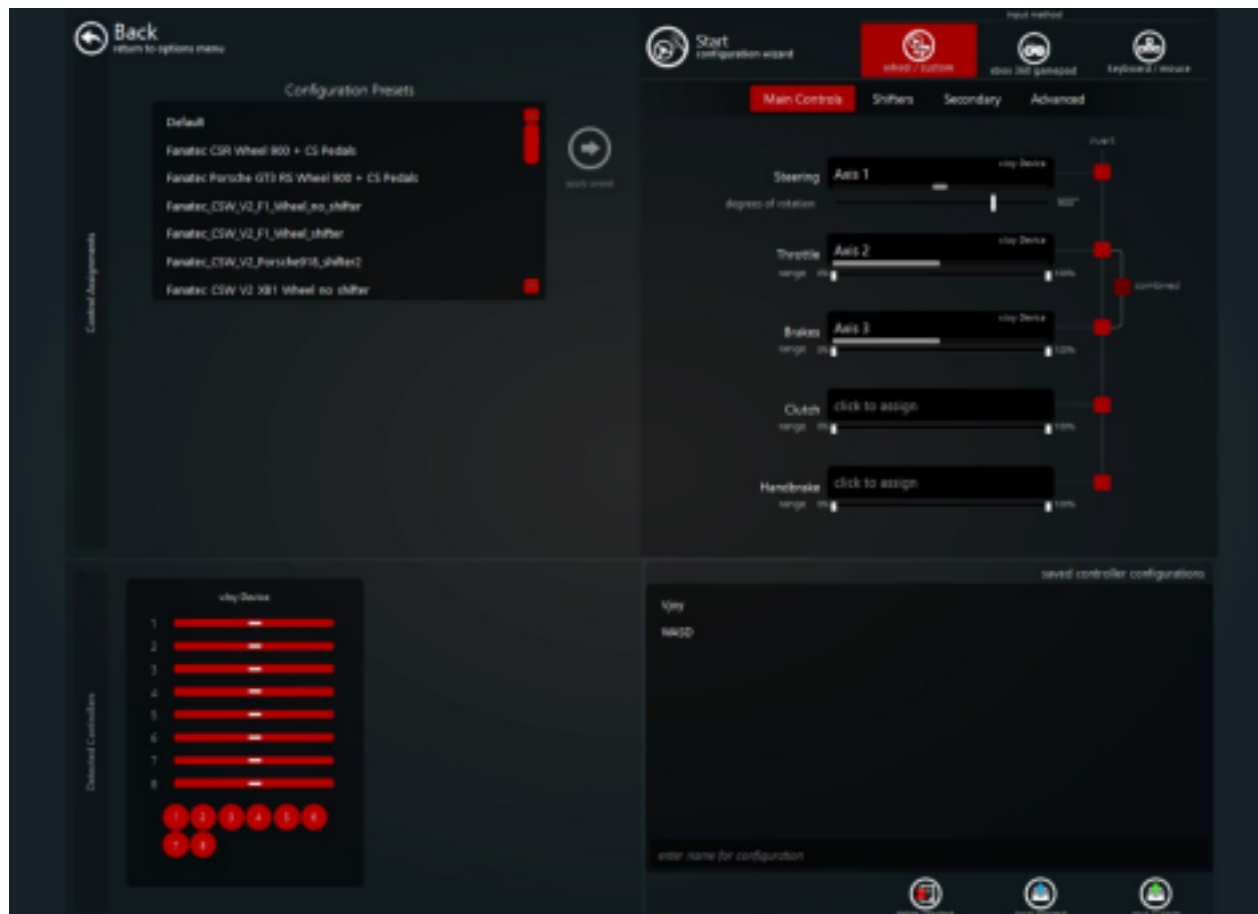 Back
return to options menu
Configuration Presets
Default
Fanatec CSR Wheel 900 + CS Pedals
Fanatec Porsche GT3 RS Wheel 900 + CS Pedals
Fanatec_CSW_V2_F1_Wheel_no_shifter
Fanatec_CSW_V2_F1_Wheel_shifter
Fanatec_CSW_V2_Porsche918_shifter2
Fanatec CSW V2 XB1 Wheel no shifter
apply preset
Control Assignments
input method
Start
configuration wizard
wheel / custom
xbox 360 gamepad
keyboard / mouse
Main Controls
Shifters
Secondary
Advanced
invert
Steering
Axis 1
vJoy Device
degrees of rotation
900°
Throttle
Axis 2
vJoy Device
range 0%
100%
combined
Brakes
Axis 3
vJoy Device
range 0%
100%
Clutch
click to assign
range 0%
100%
Handbrake
click to assign
range 0%
100%
Detected Controllers
vJoy Device
1
2
3
4
5
6
7
8
1 2 3 4 5 6
7 8
saved controller configurations
Vjoy
WASD
enter name for configuration